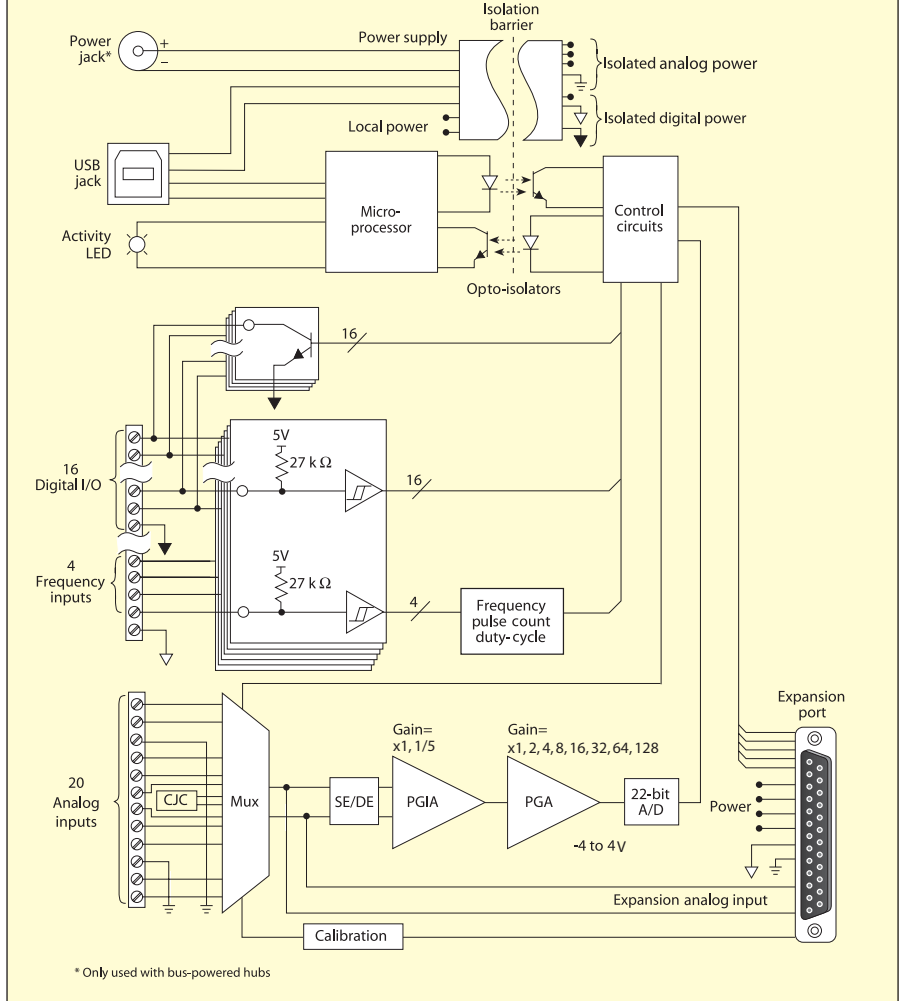 Isolation
barrier
Power
jack*
+
−
Power supply
Isolated analog power
Local power
Isolated digital power
USB
jack
Micro-
processor
Control
circuits
Activity
LED
Opto-isolators
16
5V
27 k Ω
16
16
Digital I/O
5V
27 k Ω
4
4
Frequency
inputs
Frequency
pulse count
duty-cycle
Expansion
port
Gain=
x1, 1/5
Gain=
x1, 2, 4, 8, 16, 32, 64, 128
20
Analog
inputs
CJC
Mux
SE/DE
PGIA
PGA
22-bit
A/D
Power
-4 to 4V
Expansion analog input
Calibration
* Only used with bus-powered hubs